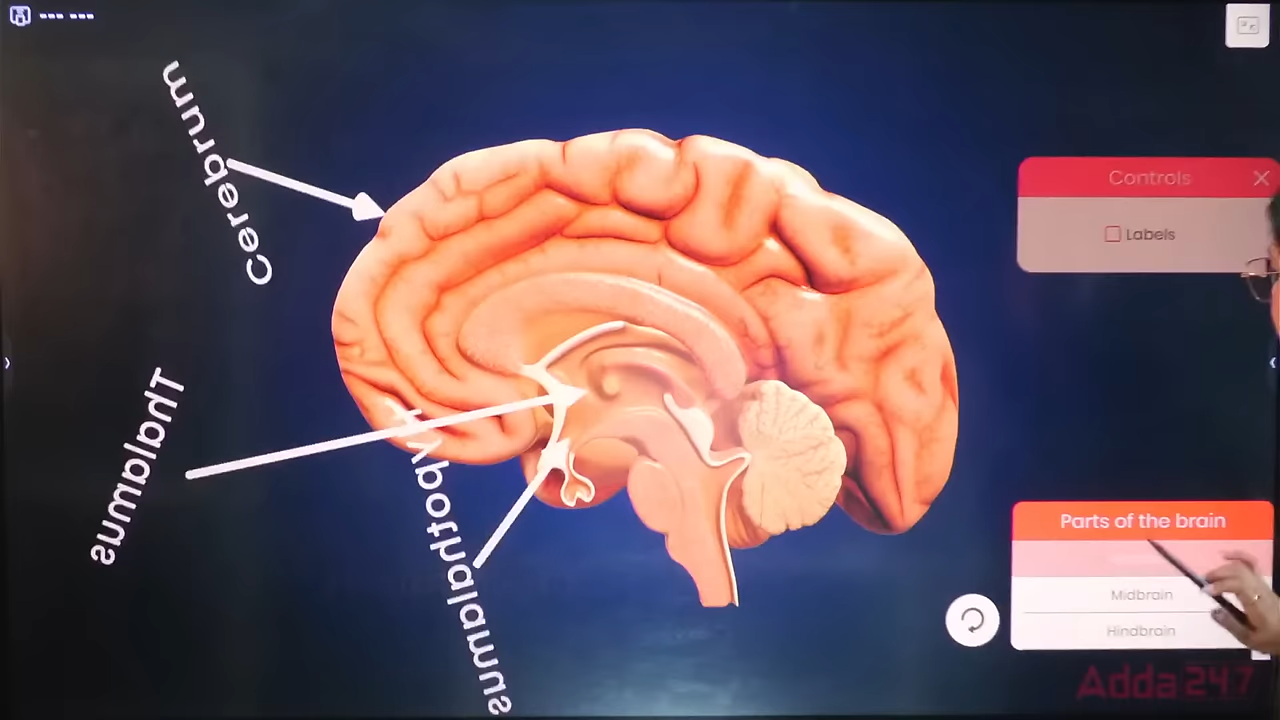 Cerebrum
Thalamus
Hypothalamus
Controls
Labels
Parts of the brain
Midbrain
Hindbrain
Adda247